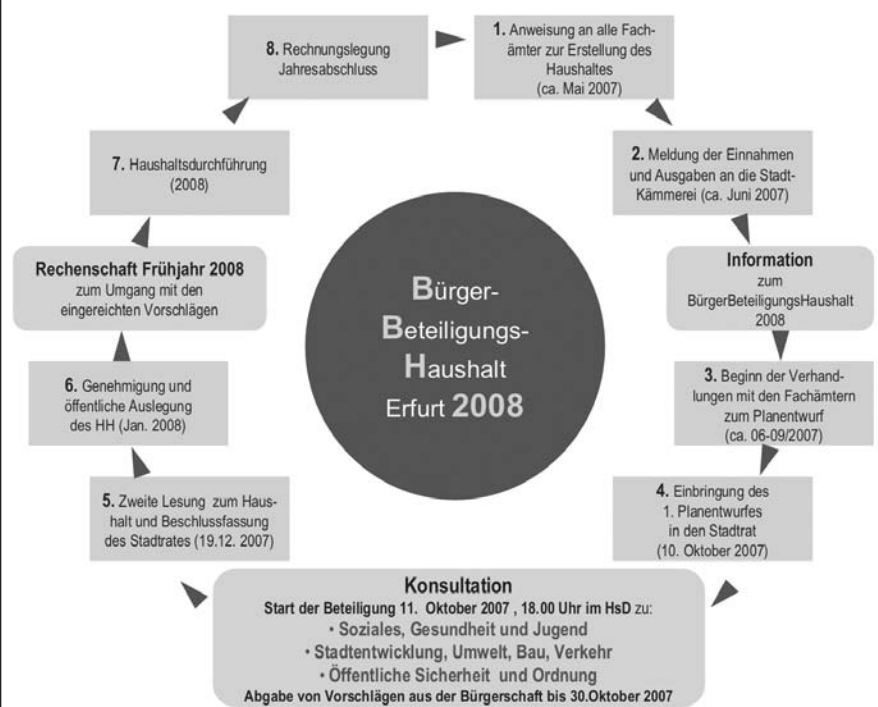 8. Rechnungslegung
Jahresabschluss
1. Anweisung an alle Fach-
ämter zur Erstellung des
Haushaltes
(ca. Mai 2007)
2. Meldung der Einnahmen
und Ausgaben an die Stadt-
Kämmerei (ca. Juni 2007)
Information
zum
BürgerBeteiligungsHaushalt
2008
3. Beginn der Verhand-
lungen mit den Fachämtern
zum Planentwurf
(ca. 06-09/2007)
4. Einbringung des
1. Planentwurfes
in den Stadtrat
(10. Oktober 2007)
Konsultation
Start der Beteiligung 11. Oktober 2007 , 18.00 Uhr im HsD zu:
• Soziales, Gesundheit und Jugend
• Stadtentwicklung, Umwelt, Bau, Verkehr
• Öffentliche Sicherheit und Ordnung
Abgabe von Vorschlägen aus der Bürgerschaft bis 30.Oktober 2007
5. Zweite Lesung zum Haus-
halt und Beschlussfassung
des Stadtrates (19.12. 2007)
6. Genehmigung und
öffentliche Auslegung
des HH (Jan. 2008)
Rechenschaft Frühjahr 2008
zum Umgang mit den
eingereichten Vorschlägen
7. Haushaltsdurchführung
(2008)
Bürger-
Beteiligungs-
Haushalt
Erfurt 2008